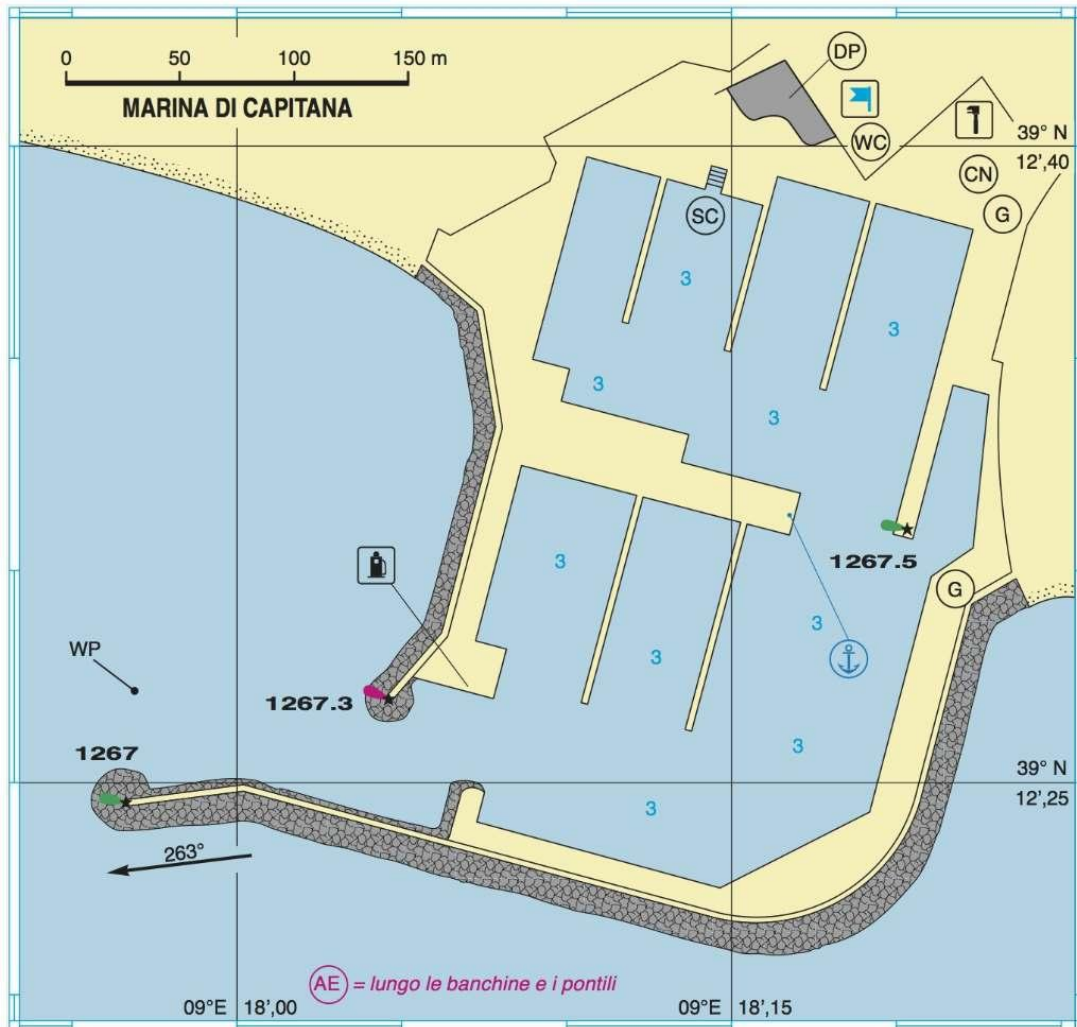 0 50 100 150 m
MARINA DI CAPITANA
DP
WC
39° N
12',40
CN
G
SC
3
3
3
3
1267.5
3
G
3
WP
3
1267.3
3
1267
39° N
12',25
3
263°
AE = lungo le banchine e i pontili
09°E 18',00
09°E 18',15